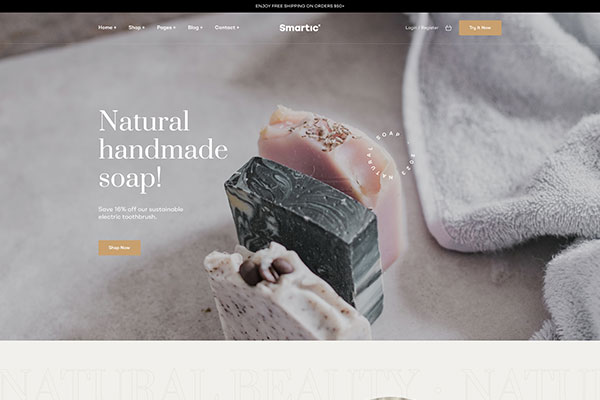 ENJOY FREE SHIPPING ON ORDERS $50+
Home +
Shop +
Pages +
Blog +
Contact +
Smartic
Login / Register
Try It Now
Natural
handmade
soap!
Save 16% off our sustainable
electric toothbrush.
Shop Now
NATURAL SOAP · 2023
NATURAL BEAUTY · NATU